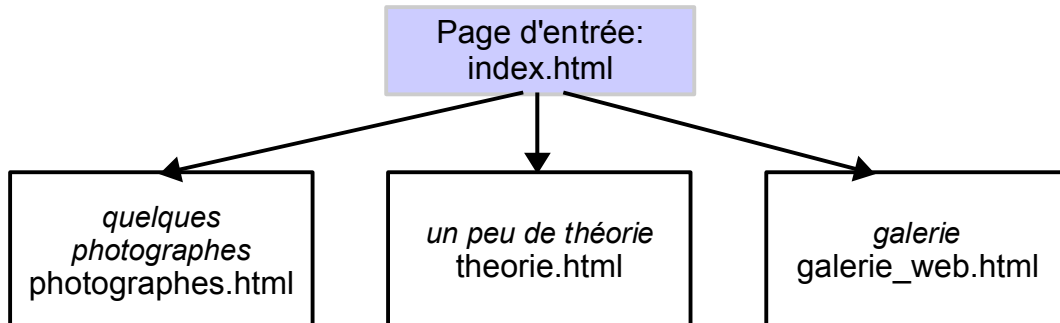 Page d'entrée:
index.html
quelques
photographes
photographes.html
un peu de théorie
theorie.html
galerie
galerie_web.html